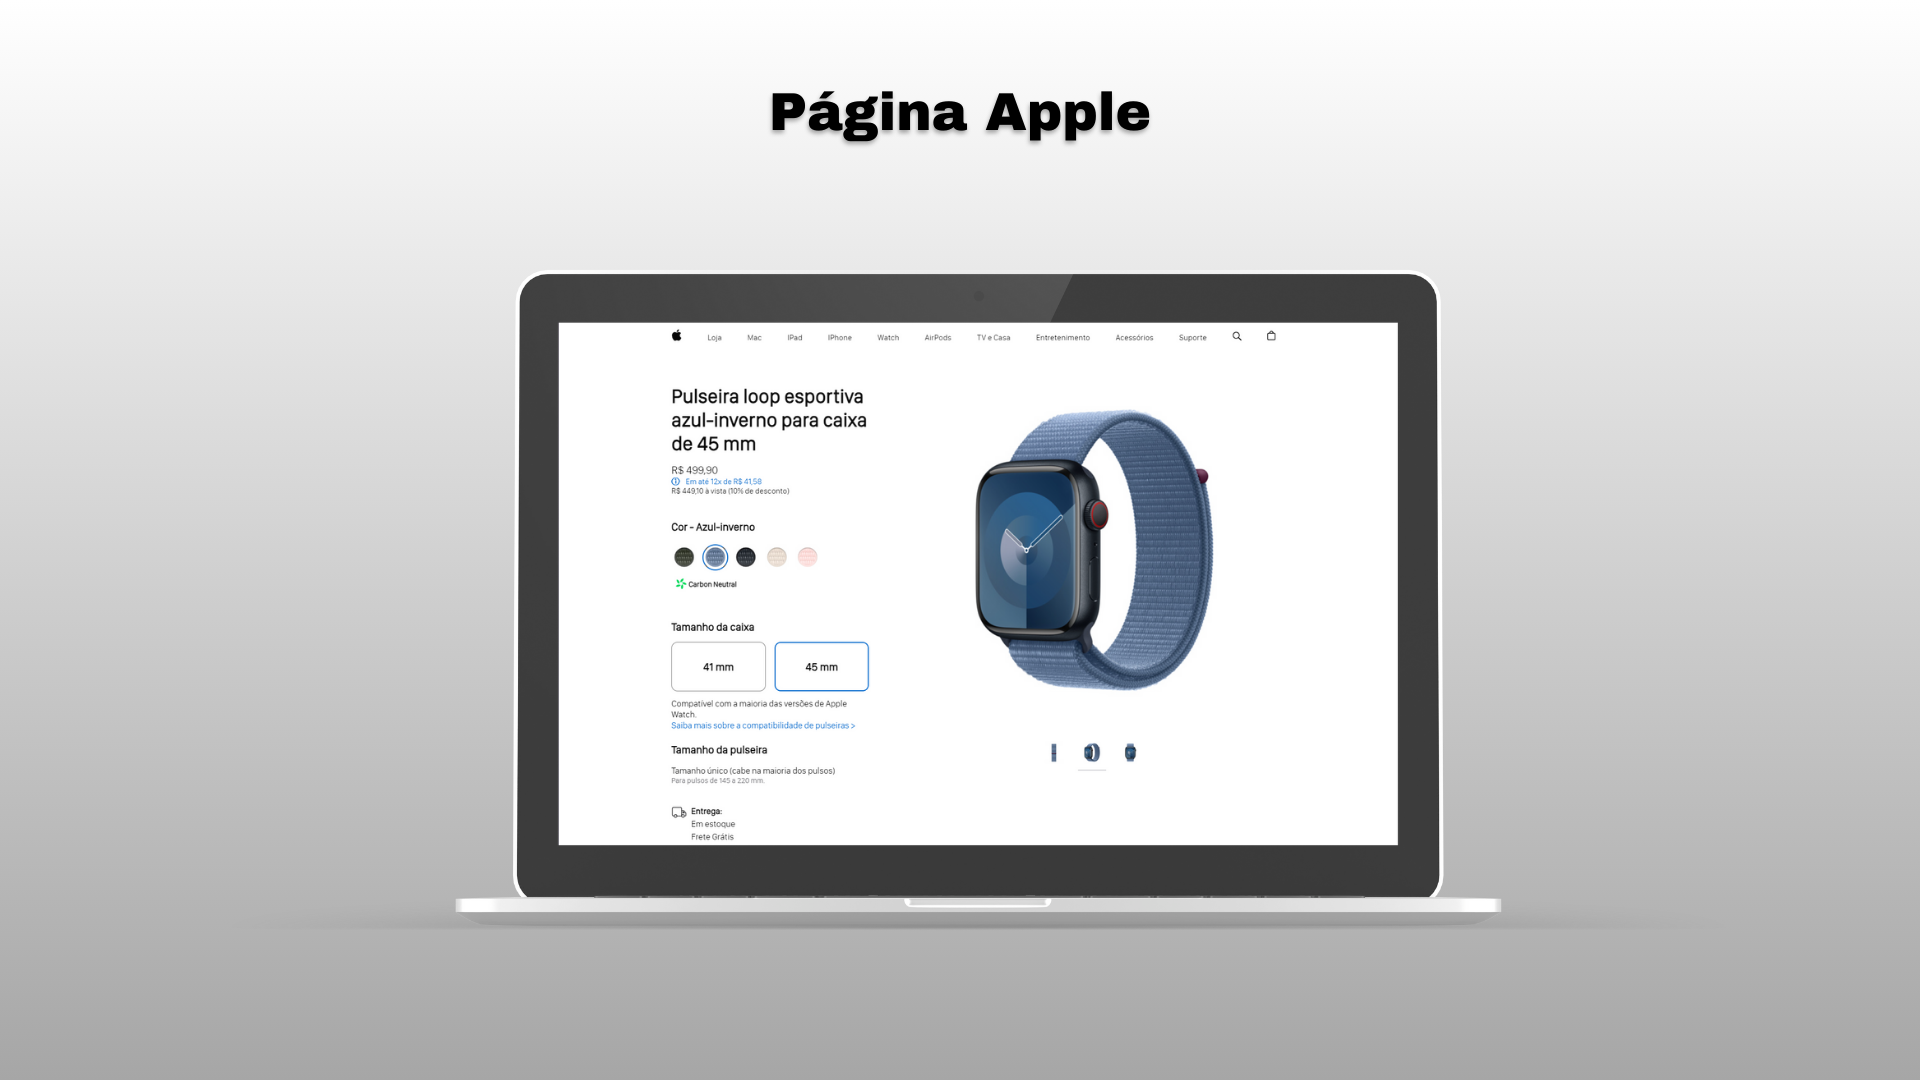 Página Apple
Loja Mac IPad IPhone Watch AirPods TV e Casa Entretenimento Acessórios Suporte
Pulseira loop esportiva
azul-inverno para caixa
de 45 mm
R$ 499,90
Em até 12x de R$ 41,58
R$ 449,10 à vista (10% de desconto)
Cor - Azul-inverno
Carbon Neutral
Tamanho da caixa
41 mm 45 mm
Compatível com a maioria das versões de Apple
Watch.
Saiba mais sobre a compatibilidade de pulseiras >
Tamanho da pulseira
Tamanho único (cabe na maioria dos pulsos)
Para pulsos de 145 a 220 mm.
Entrega:
Em estoque
Frete Grátis